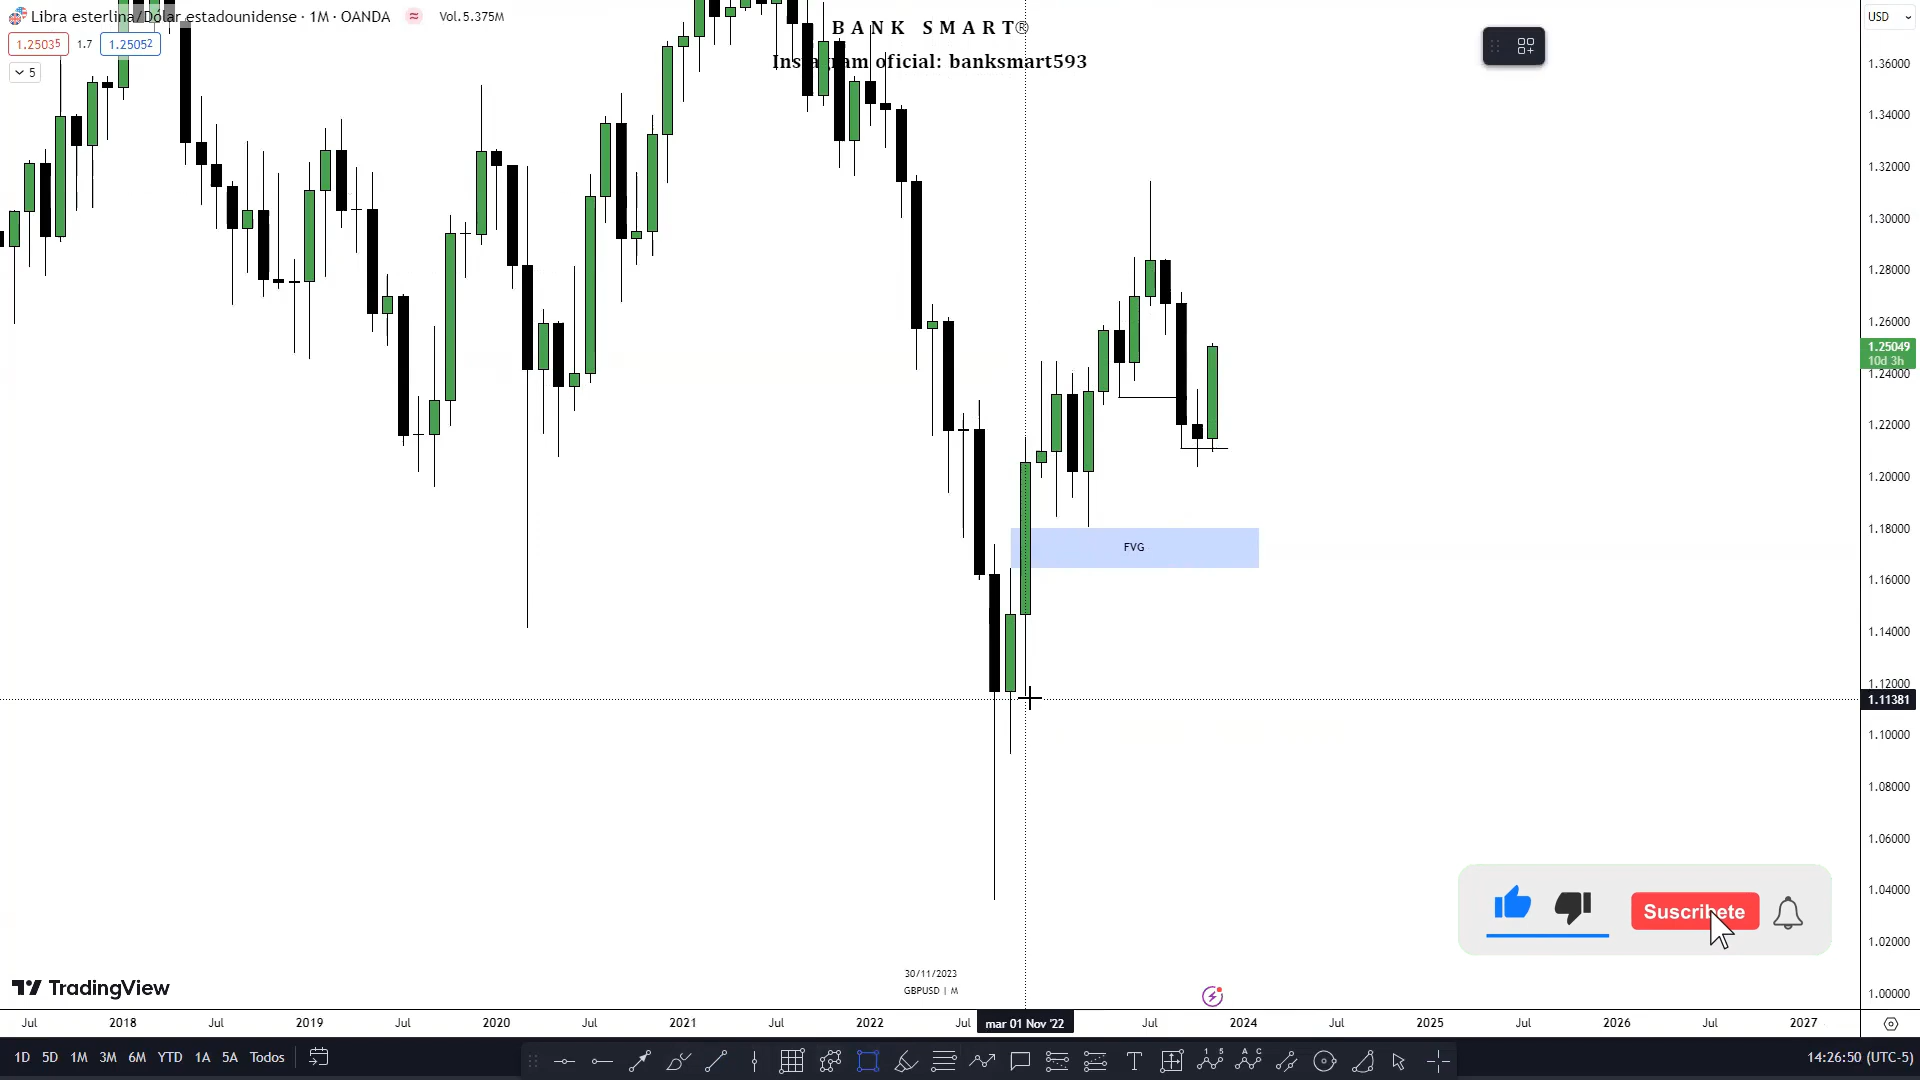 Libra esterlina/Dólar estadounidense · 1M · OANDA
Vol. 5.375M
1.25035 1.7 1.25052
5
BANK SMART®
Instagram oficial: banksmart593
USD
1.36000
1.34000
1.32000
1.30000
1.28000
1.26000
1.25049
10d 3h
1.24000
1.22000
1.20000
1.18000
1.16000
1.14000
1.12000
1.11381
1.10000
1.08000
1.06000
1.04000
1.02000
1.00000
FVG
Suscribete
30/11/2023
GBPUSD | M
TradingView
Jul 2018 Jul 2019 Jul 2020 Jul 2021 Jul 2022 Jul mar 01 Nov '22 Jul 2024 Jul 2025 Jul 2026 Jul 2027
1D 5D 1M 3M 6M YTD 1A 5A Todos
14:26:50 (UTC-5)